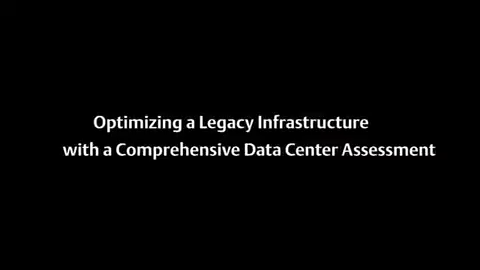 Optimizing a Legacy Infrastructure
with a Comprehensive Data Center Assessment